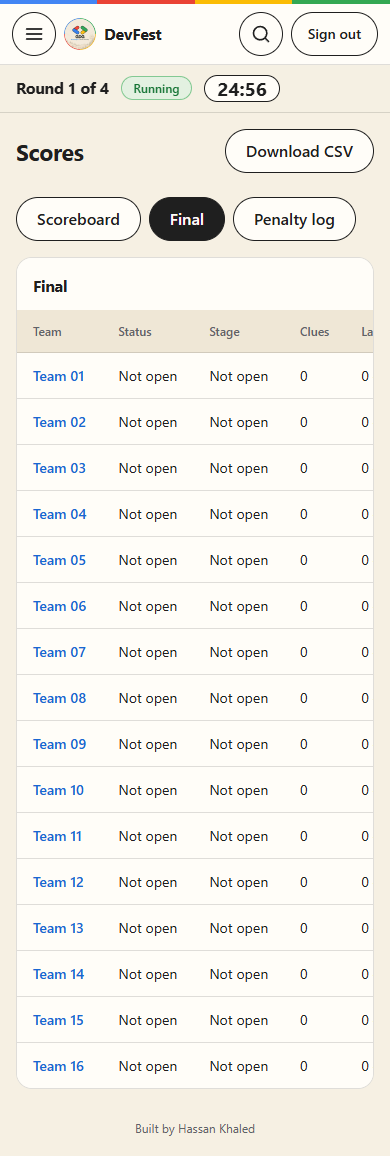 DevFest
Sign out
Round 1 of 4
Running
24:56
Scores
Download CSV
Scoreboard
Final
Penalty log
Final
Team Status Stage Clues La
Team 01 Not open Not open 0 0
Team 02 Not open Not open 0 0
Team 03 Not open Not open 0 0
Team 04 Not open Not open 0 0
Team 05 Not open Not open 0 0
Team 06 Not open Not open 0 0
Team 07 Not open Not open 0 0
Team 08 Not open Not open 0 0
Team 09 Not open Not open 0 0
Team 10 Not open Not open 0 0
Team 11 Not open Not open 0 0
Team 12 Not open Not open 0 0
Team 13 Not open Not open 0 0
Team 14 Not open Not open 0 0
Team 15 Not open Not open 0 0
Team 16 Not open Not open 0 0
Built by Hassan Khaled